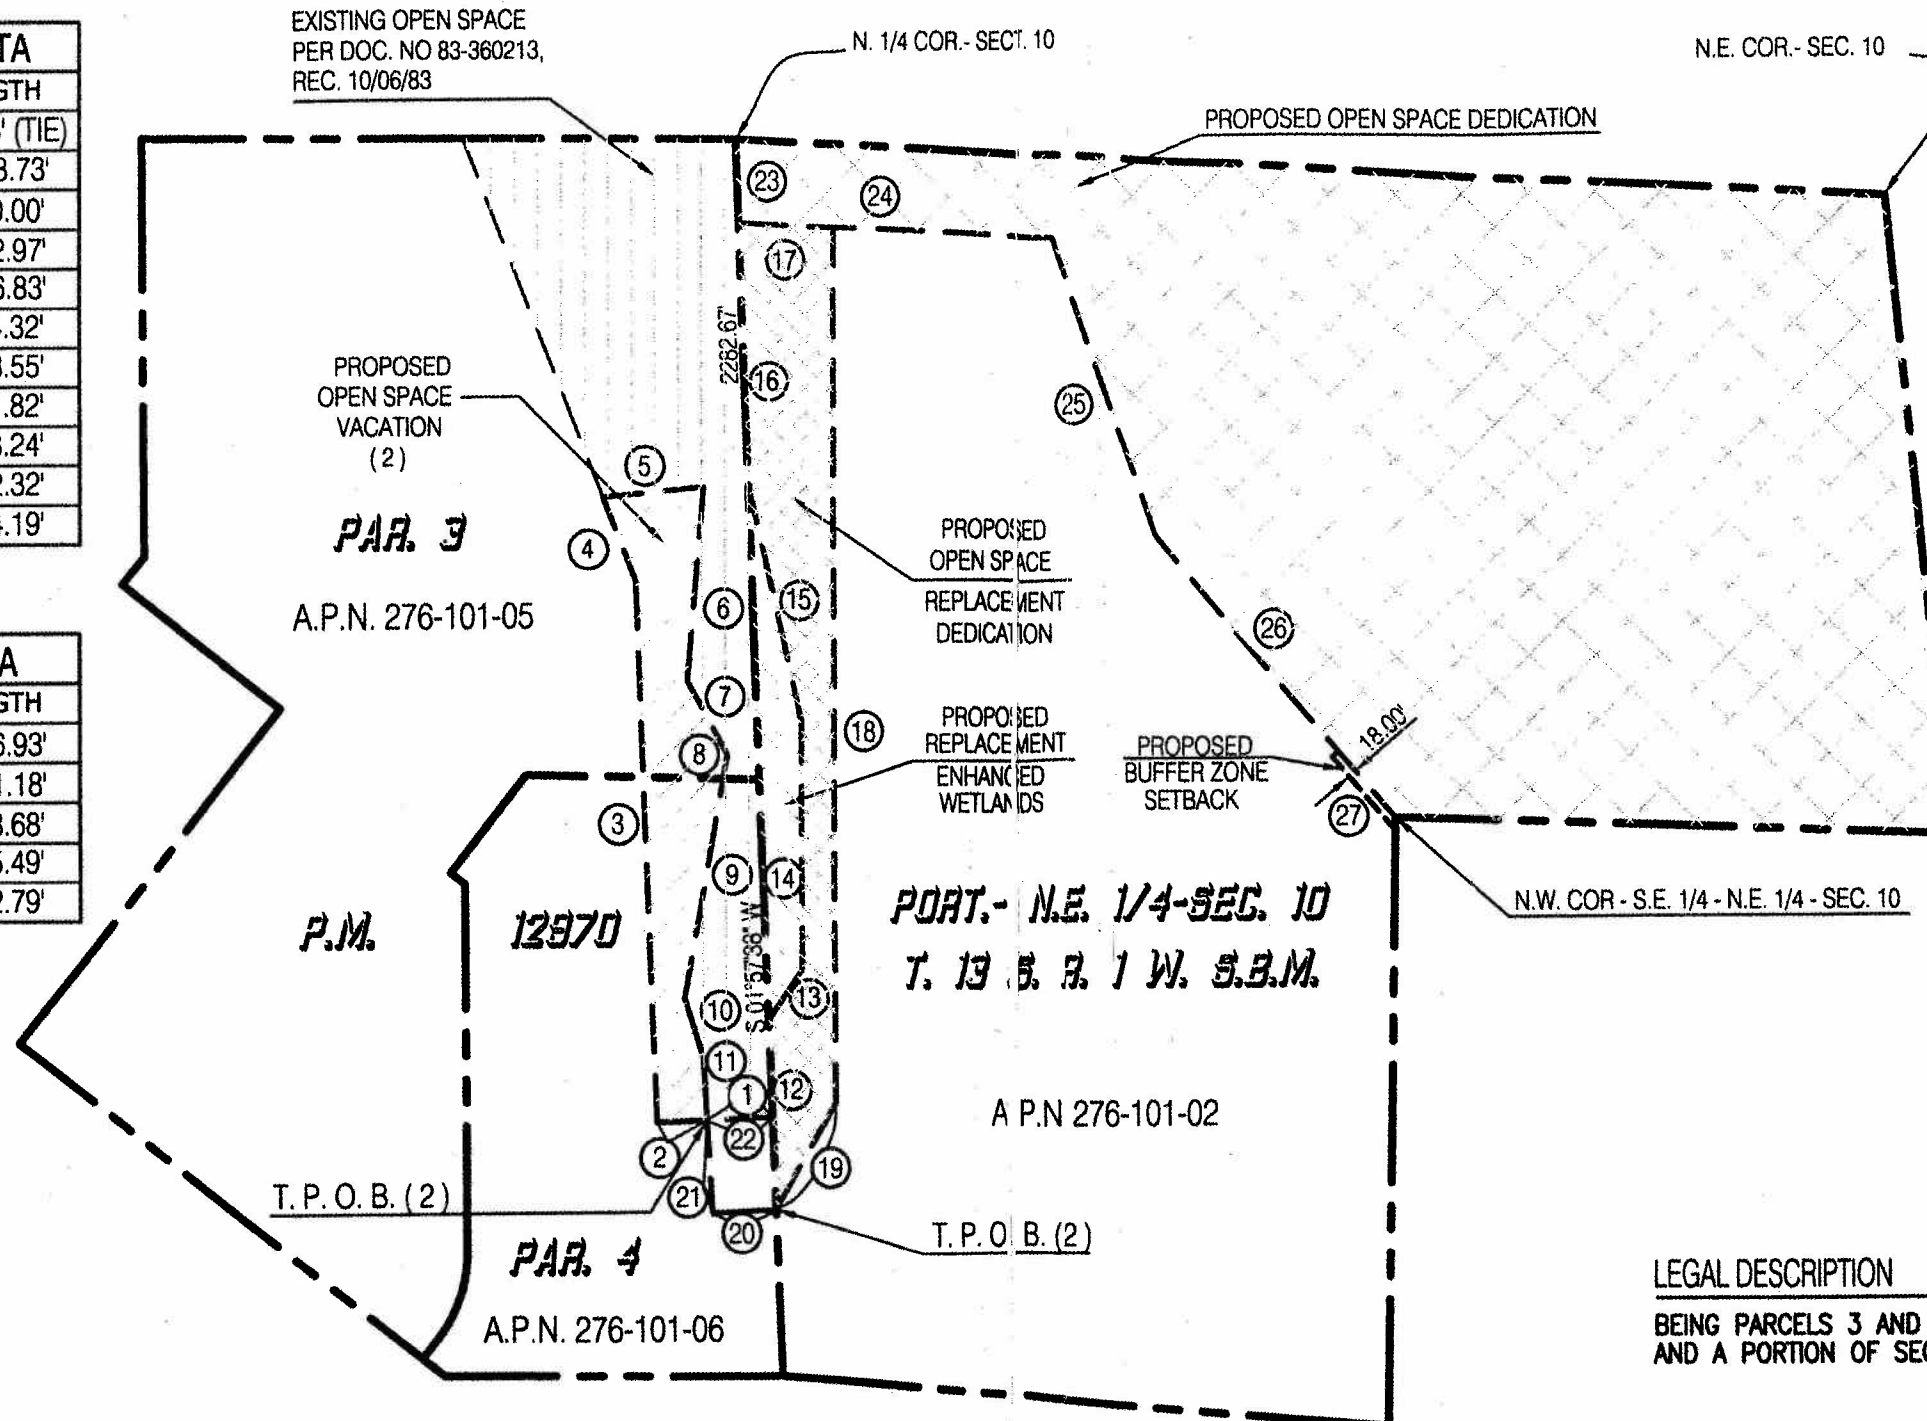 TA
GTH
' (TIE)
3.73'
0.00'
2.97'
6.83'
.32'
3.55'
.82'
3.24'
2.32'
.19'
A
GTH
6.93'
.18'
3.68'
5.49'
2.79'
EXISTING OPEN SPACE
PER DOC. NO 83-360213,
REC. 10/06/83
N. 1/4 COR.- SECT. 10
N.E. COR.- SEC. 10
PROPOSED OPEN SPACE DEDICATION
23
24
17
2262.67'
16
25
PROPOSED
OPEN SPACE
VACATION
(2)
5
4
PAR. 3
A.P.N. 276-101-05
PROPOSED
OPEN SPACE
REPLACEMENT
DEDICATION
6
15
26
7
18
8
PROPOSED
REPLACEMENT
ENHANCED
WETLANDS
PROPOSED
BUFFER ZONE
SETBACK
18.00'
27
3
9
14
P.M.
12970
PORT.- N.E. 1/4-SEC. 10
T. 13 S. R. 1 W. S.B.M.
N.W. COR - S.E. 1/4 - N.E. 1/4 - SEC. 10
S 01°57'38" W
10
13
11
1
12
A P.N 276-101-02
2
22
19
21
20
T. P. O. B. (2)
T. P. O. B. (2)
PAR. 4
A.P.N. 276-101-06
LEGAL DESCRIPTION
BEING PARCELS 3 AND
AND A PORTION OF SEC